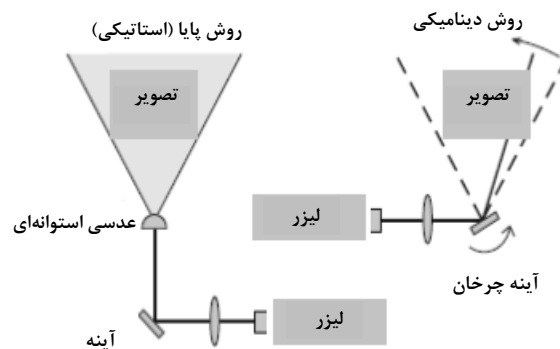 روش دینامیکی
تصویر
لیزر
آینه چرخان
روش پایا (استاتیکی)
تصویر
عدسی استوانه‌ای
لیزر
آینه